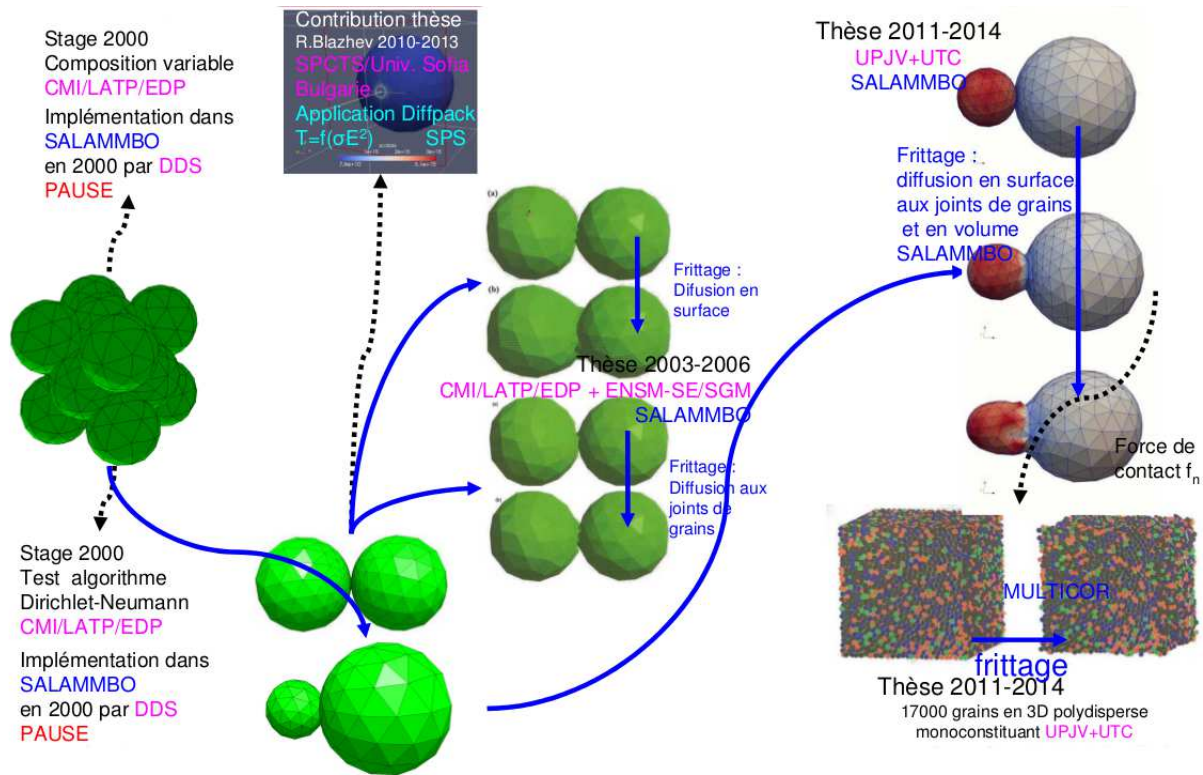 Stage 2000
Composition variable
CMI/LATP/EDP
Implémentation dans
SALAMMBO
en 2000 par DDS
PAUSE
Contribution thèse
R.Blazhev 2010-2013
SPCTS/Univ. Sofia
Bulgarie
Application Diffpack
T=f(σE²) SPS
Thèse 2011-2014
UPJV+UTC
SALAMMBO
Frittage :
diffusion en surface
aux joints de grains
et en volume
SALAMMBO
(a)
Frittage :
Difusion en
surface
(b)
Thèse 2003-2006
CMI/LATP/EDP + ENSM-SE/SGM
SALAMMBO
Frittage :
Diffusion aux
joints de
grains
Force de
contact fn
Stage 2000
Test algorithme
Dirichlet-Neumann
CMI/LATP/EDP
Implémentation dans
SALAMMBO
en 2000 par DDS
PAUSE
MULTICOR
frittage
Thèse 2011-2014
17000 grains en 3D polydisperse
monoconstituant UPJV+UTC